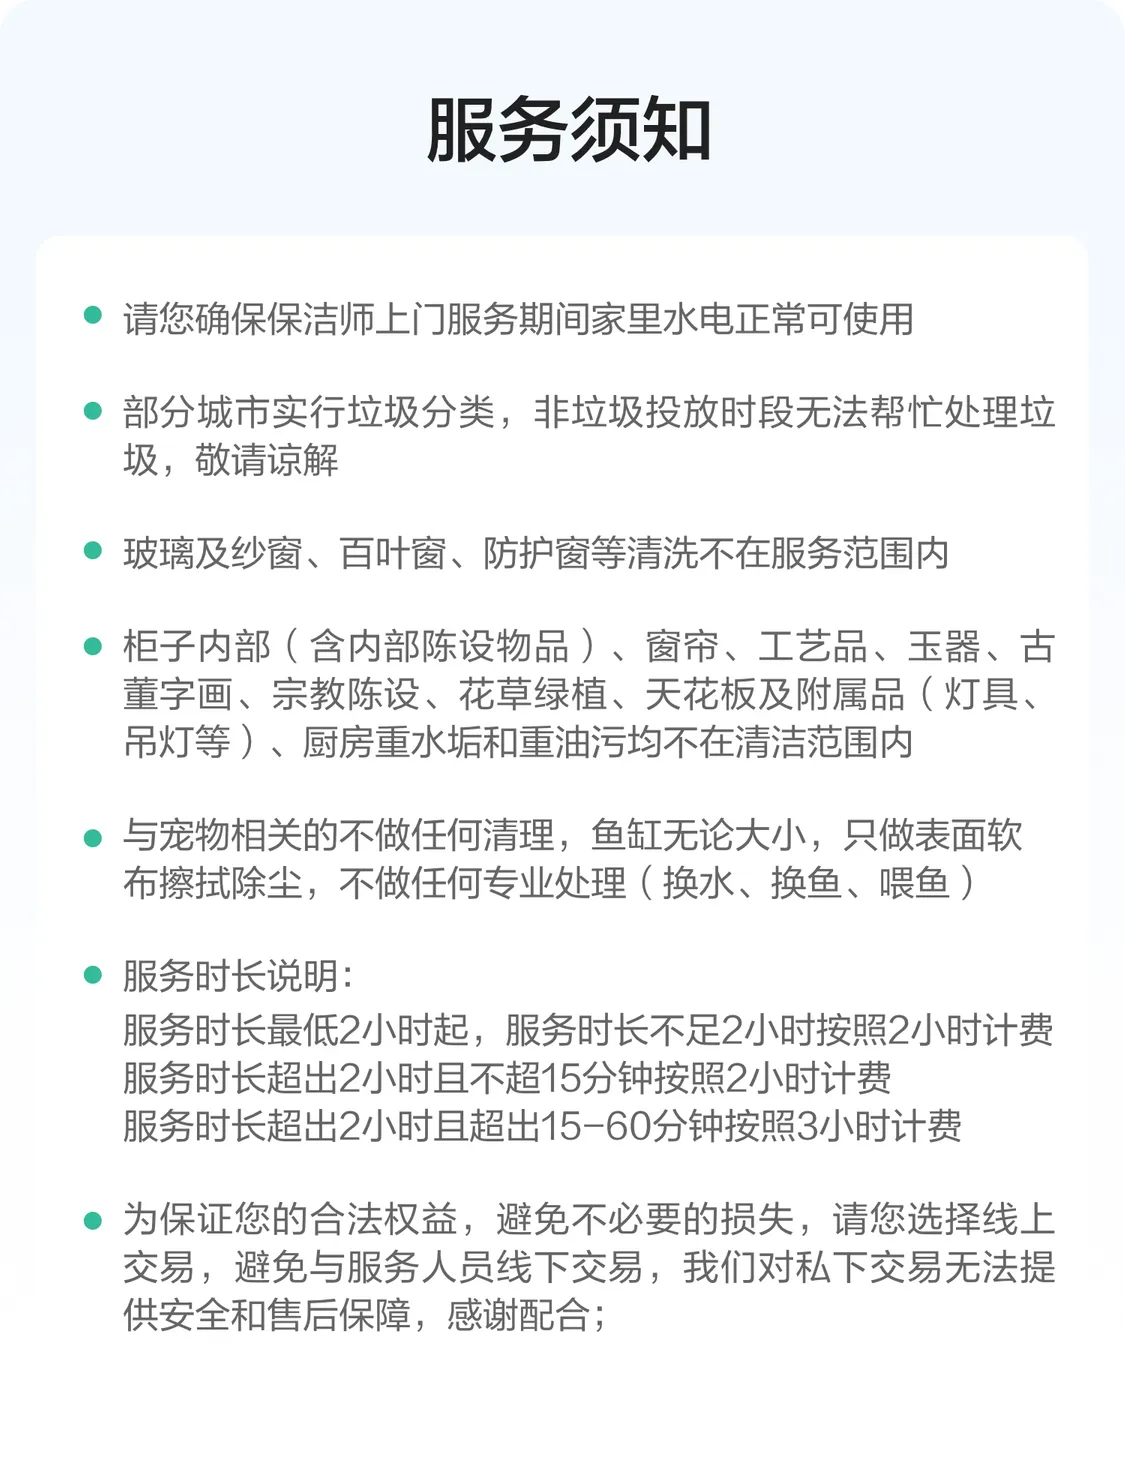 服务须知
请您确保保洁师上门服务期间家里水电正常可使用
部分城市实行垃圾分类，非垃圾投放时段无法帮忙处理垃
圾，敬请谅解
玻璃及纱窗、百叶窗、防护窗等清洗不在服务范围内
柜子内部（含内部陈设物品）、窗帘、工艺品、玉器、古
董字画、宗教陈设、花草绿植、天花板及附属品（灯具、
吊灯等）、厨房重水垢和重油污均不在清洁范围内
与宠物相关的不做任何清理，鱼缸无论大小，只做表面软
布擦拭除尘，不做任何专业处理（换水、换鱼、喂鱼）
服务时长说明：
服务时长最低2小时起，服务时长不足2小时按照2小时计费
服务时长超出2小时且不超15分钟按照2小时计费
服务时长超出2小时且超出15-60分钟按照3小时计费
为保证您的合法权益，避免不必要的损失，请您选择线上
交易，避免与服务人员线下交易，我们对私下交易无法提
供安全和售后保障，感谢配合；